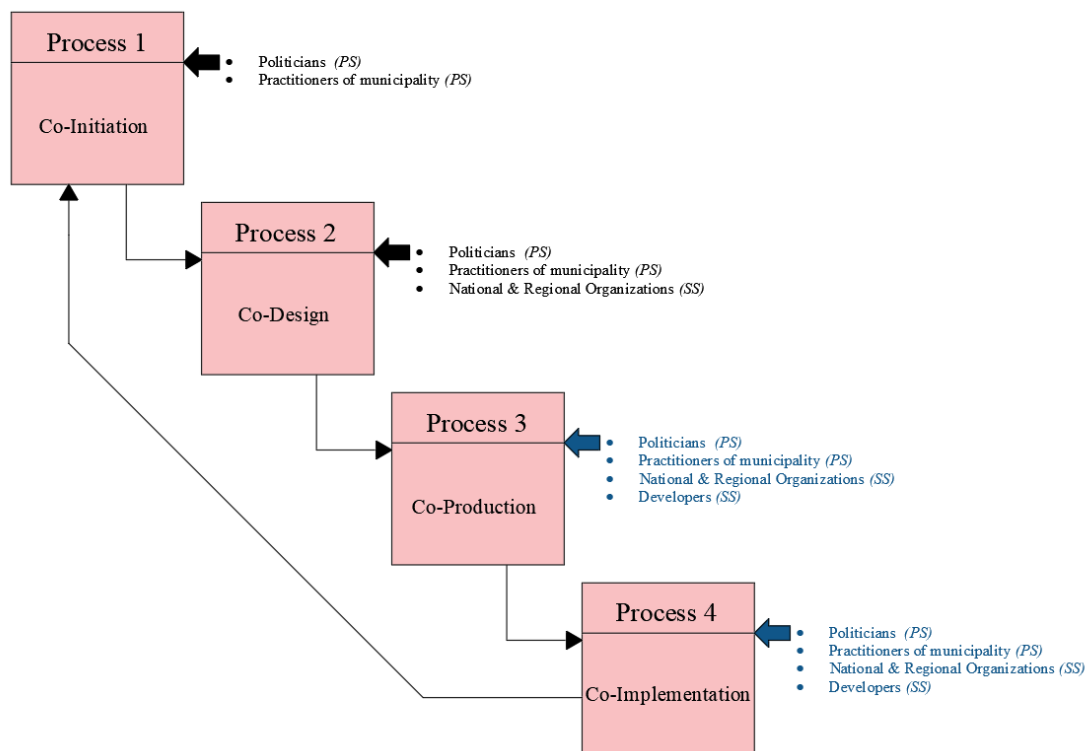 Process 1
• Politicians (PS)
• Practitioners of municipality (PS)
Co-Initiation
Process 2
• Politicians (PS)
• Practitioners of municipality (PS)
• National & Regional Organizations (SS)
Co-Design
Process 3
• Politicians (PS)
• Practitioners of municipality (PS)
• National & Regional Organizations (SS)
• Developers (SS)
Co-Production
Process 4
• Politicians (PS)
• Practitioners of municipality (PS)
• National & Regional Organizations (SS)
• Developers (SS)
Co-Implementation